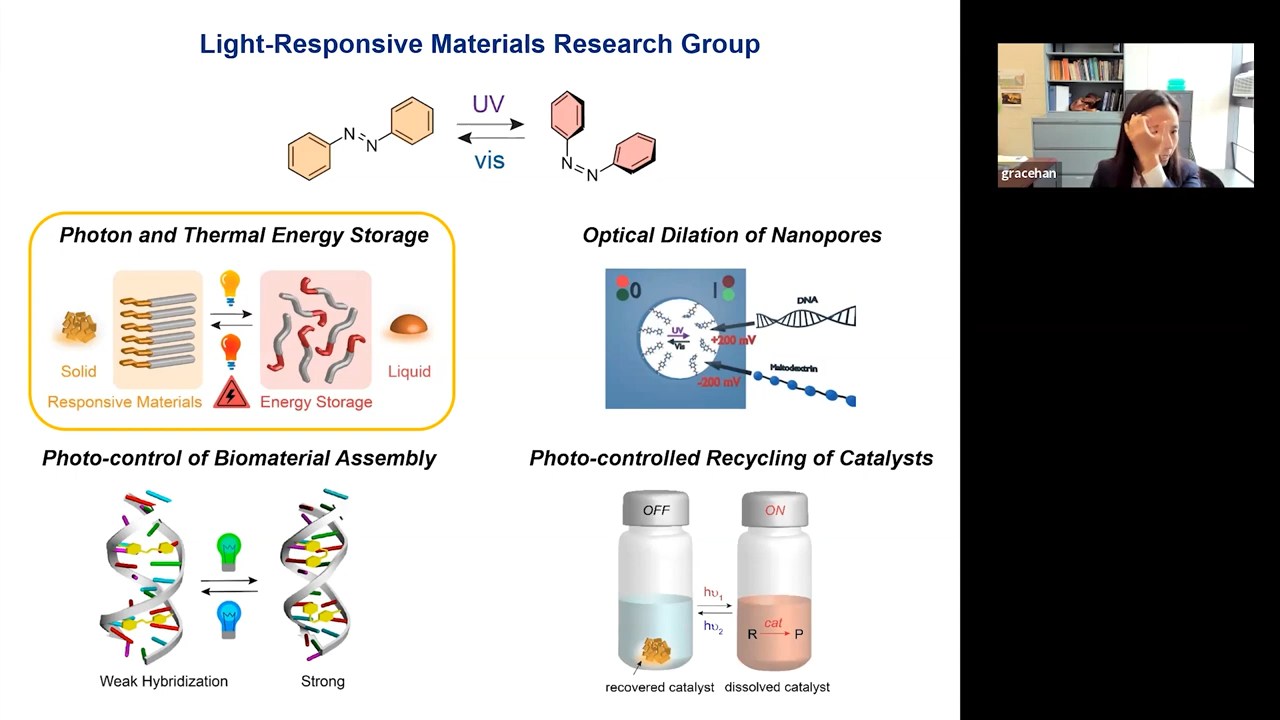 Light-Responsive Materials Research Group
UV
vis
N
N
N
N
gracehan
Photon and Thermal Energy Storage
Solid
Liquid
Responsive Materials
Energy Storage
Optical Dilation of Nanopores
0
1
DNA
UV
Vis
+200 mV
Maltodextrin
-200 mV
Photo-control of Biomaterial Assembly
Weak Hybridization
Strong
Photo-controlled Recycling of Catalysts
OFF
ON
hυ1
hυ2
cat
R
P
recovered catalyst
dissolved catalyst